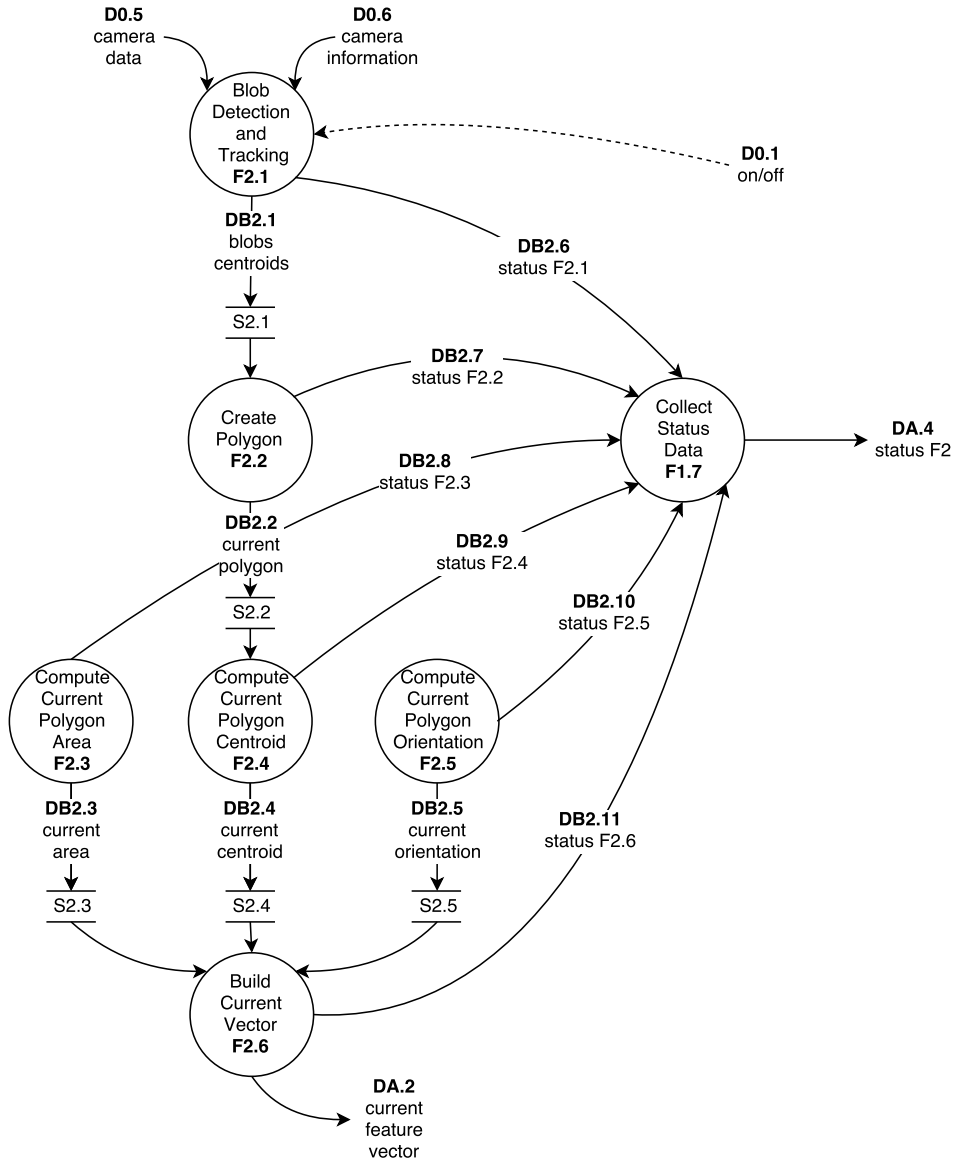 D0.5
camera
data
D0.6
camera
information
Blob
Detection
and
Tracking
F2.1
D0.1
on/off
DB2.1
blobs
centroids
DB2.6
status F2.1
S2.1
DB2.7
status F2.2
Create
Polygon
F2.2
Collect
Status
Data
F1.7
DA.4
status F2
DB2.8
status F2.3
DB2.2
current
polygon
DB2.9
status F2.4
S2.2
DB2.10
status F2.5
Compute
Current
Polygon
Area
F2.3
Compute
Current
Polygon
Centroid
F2.4
Compute
Current
Polygon
Orientation
F2.5
DB2.3
current
area
DB2.4
current
centroid
DB2.5
current
orientation
DB2.11
status F2.6
S2.3
S2.4
S2.5
Build
Current
Vector
F2.6
DA.2
current
feature
vector